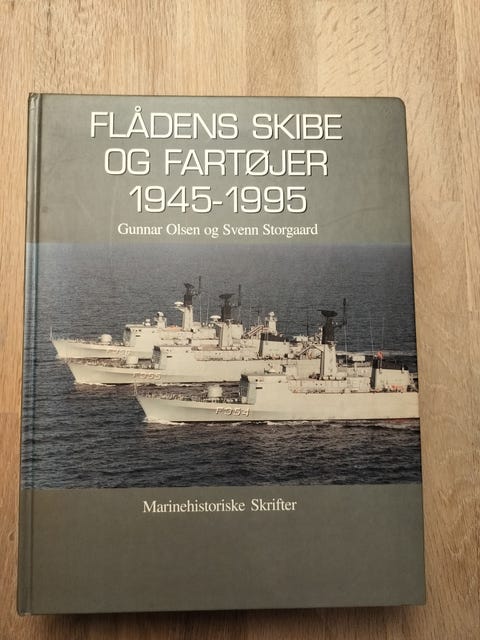 FLÅDENS SKIBE
OG FARTØJER
1945-1995
Gunnar Olsen og Svenn Storgaard
F354
Marinehistoriske Skrifter